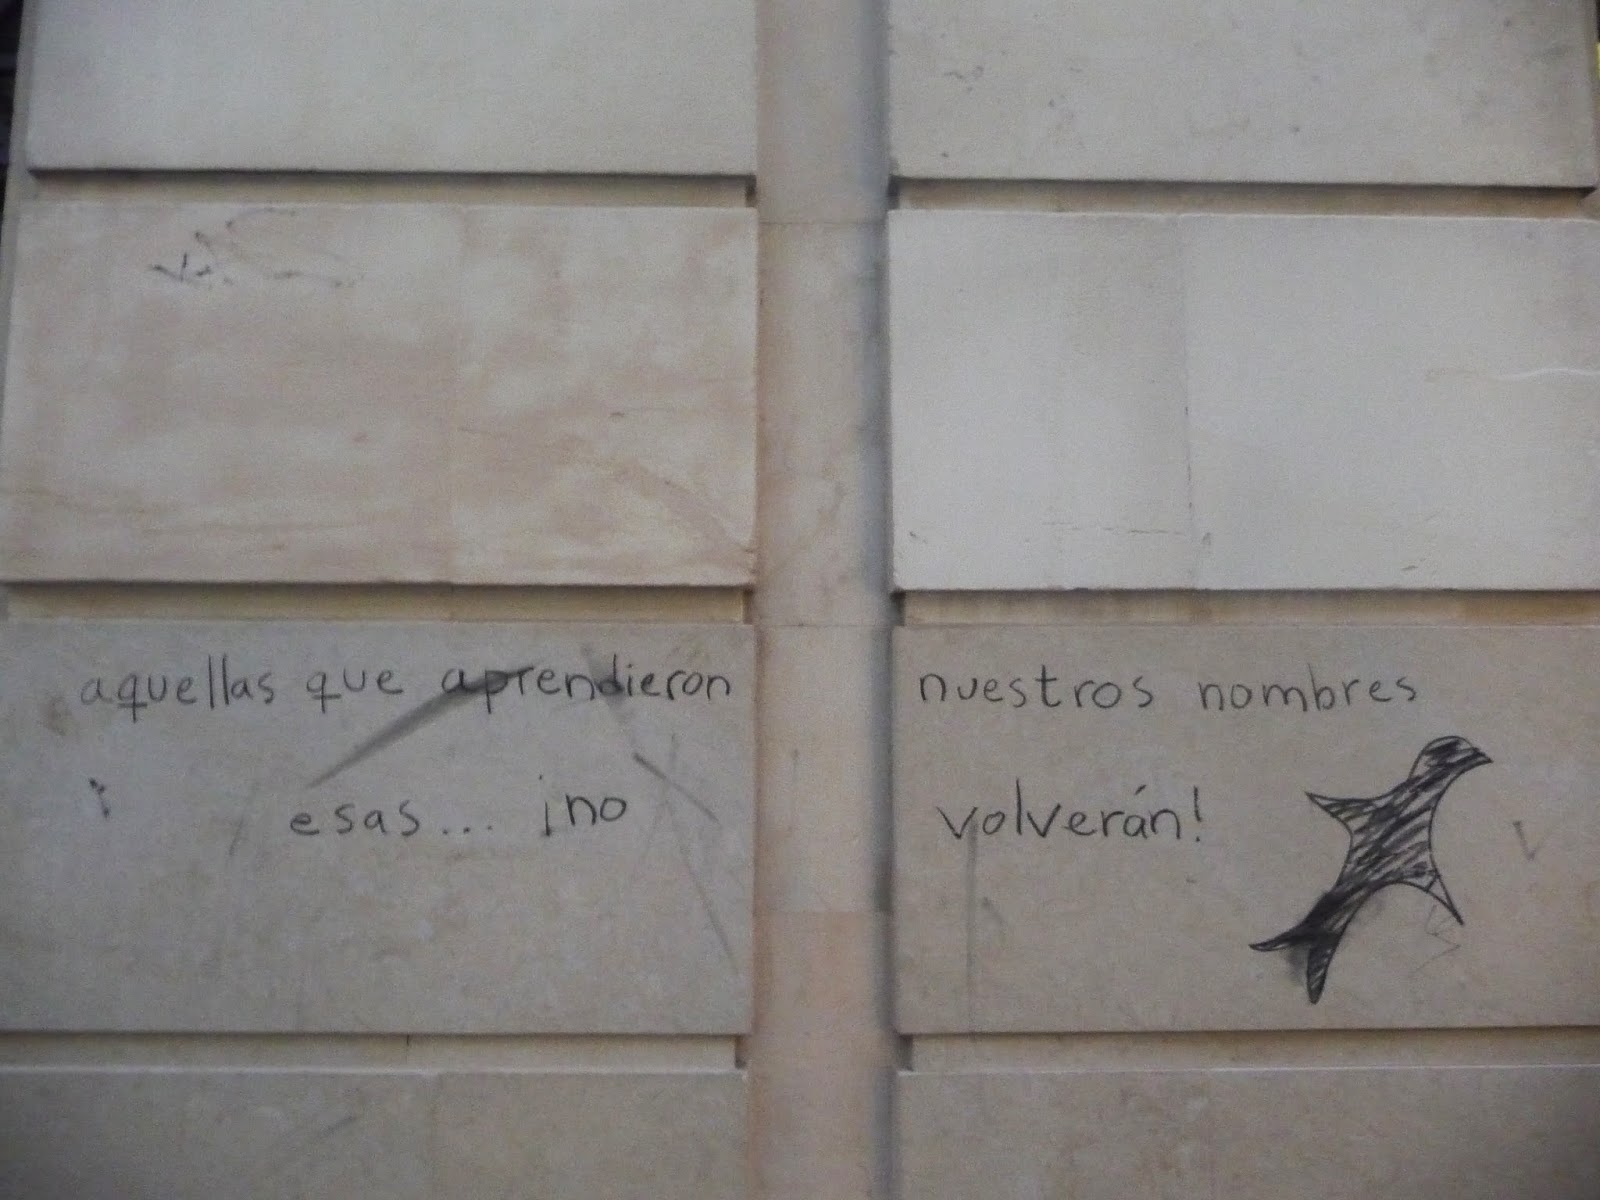 aquellas que aprendieron nuestros nombres
esas... ¡no volverán!